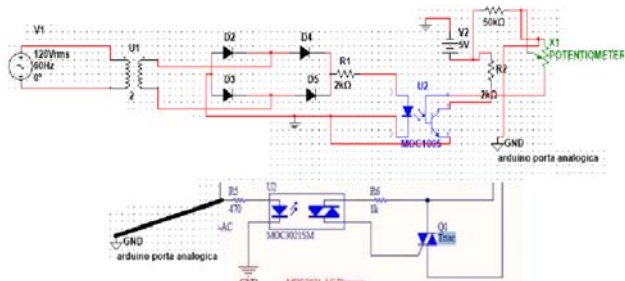 V1
120Vrms
60Hz
0°
U1
2
D2
D4
D3
D5
R1
2kΩ
U2
MOC1005
V2
5V
50kΩ
R2
2kΩ
X1
POTENTIOMETER
GND
arduino porta analogica
GND
arduino porta analogica
R5
470
-AC
U2
MOC3021SM
R6
1k
Q1
Triac
GND